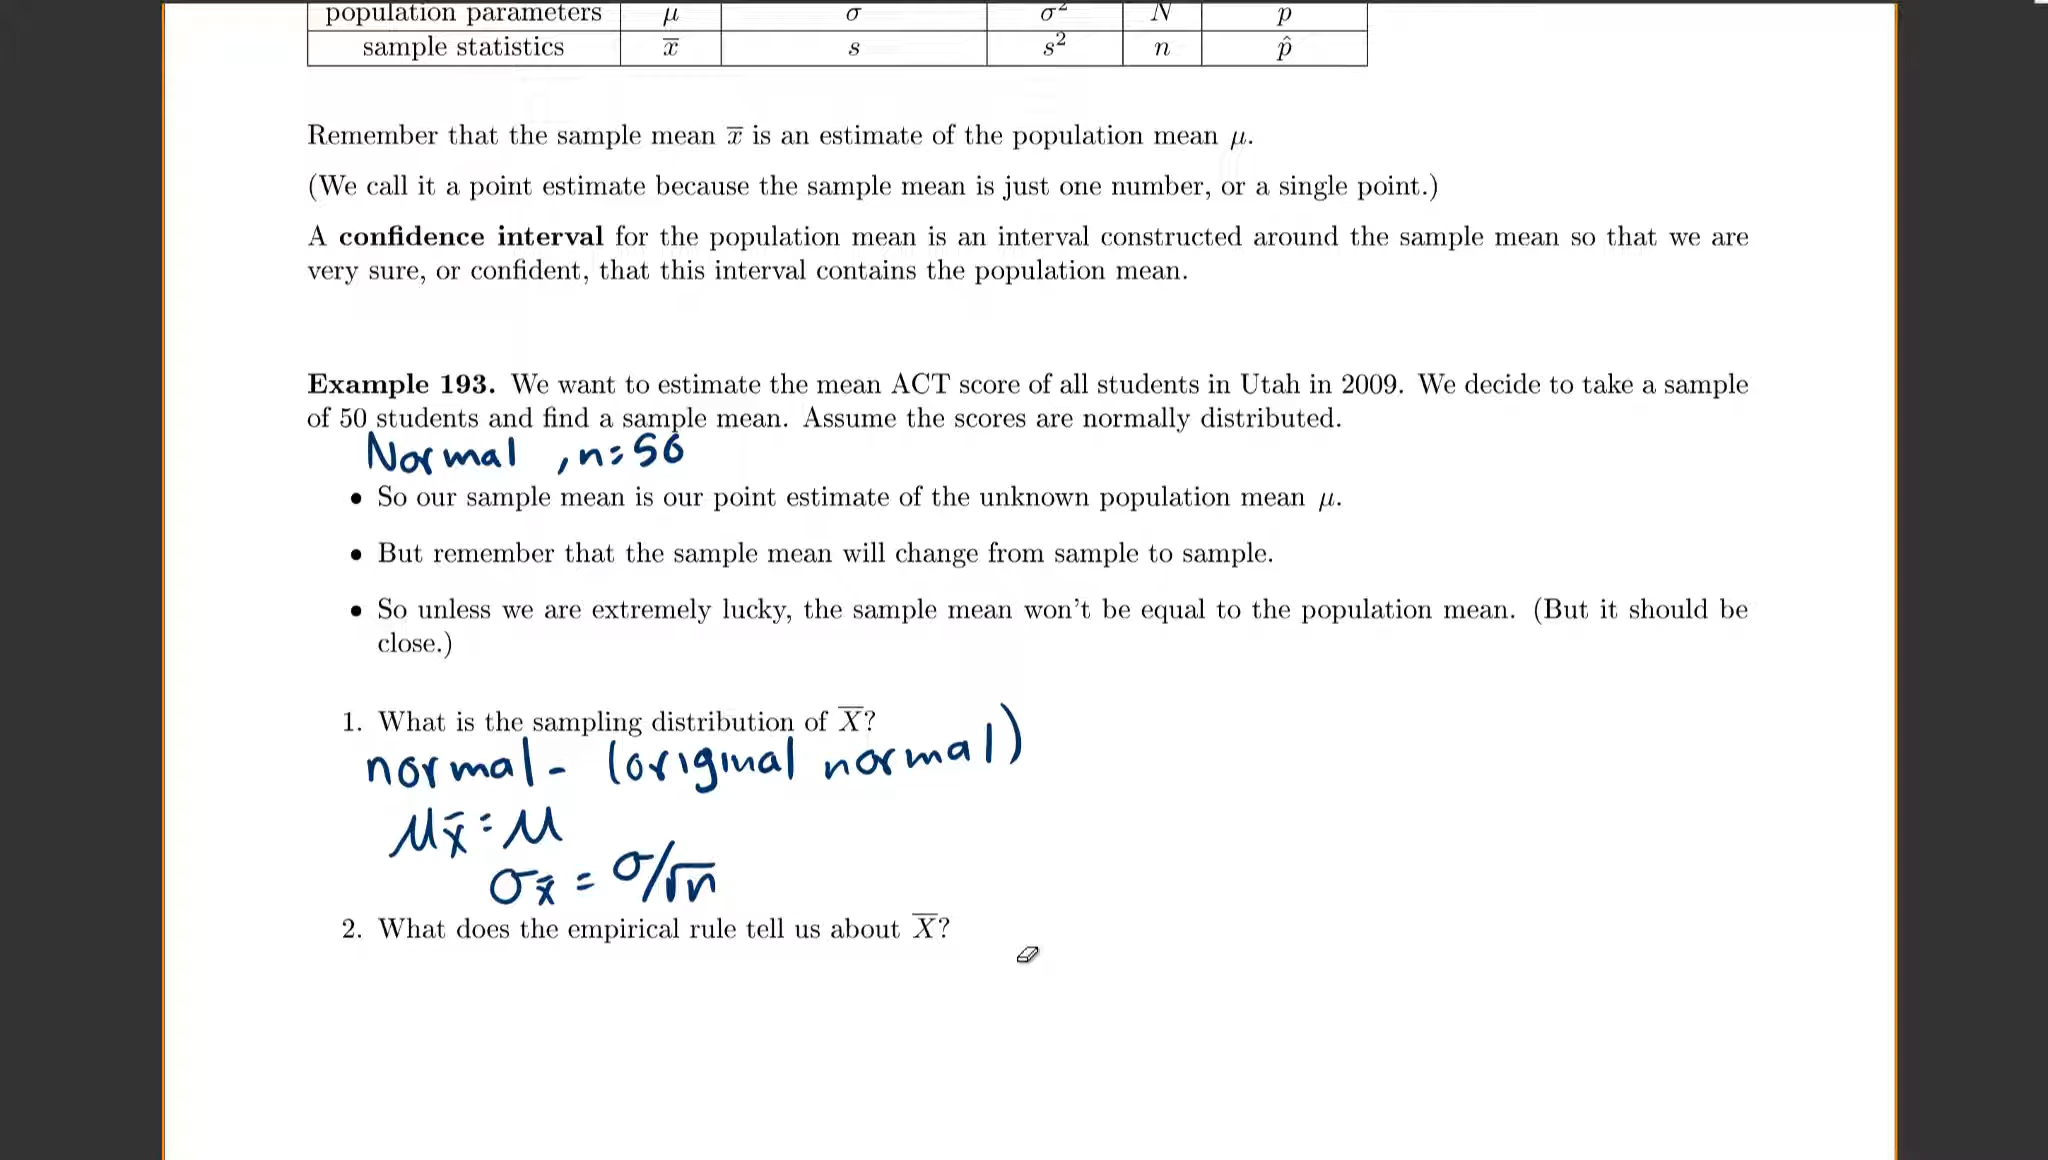 population parameters μ σ σ² N p
sample statistics x̅ s s² n p̂
Remember that the sample mean x̅ is an estimate of the population mean μ.
(We call it a point estimate because the sample mean is just one number, or a single point.)
A confidence interval for the population mean is an interval constructed around the sample mean so that we are
very sure, or confident, that this interval contains the population mean.
Example 193. We want to estimate the mean ACT score of all students in Utah in 2009. We decide to take a sample
of 50 students and find a sample mean. Assume the scores are normally distributed.
Normal , n=50
• So our sample mean is our point estimate of the unknown population mean μ.
• But remember that the sample mean will change from sample to sample.
• So unless we are extremely lucky, the sample mean won't be equal to the population mean. (But it should be
close.)
1. What is the sampling distribution of X̅?
normal - (original normal)
μx̅ = μ
σx̅ = σ/√n
2. What does the empirical rule tell us about X̅?